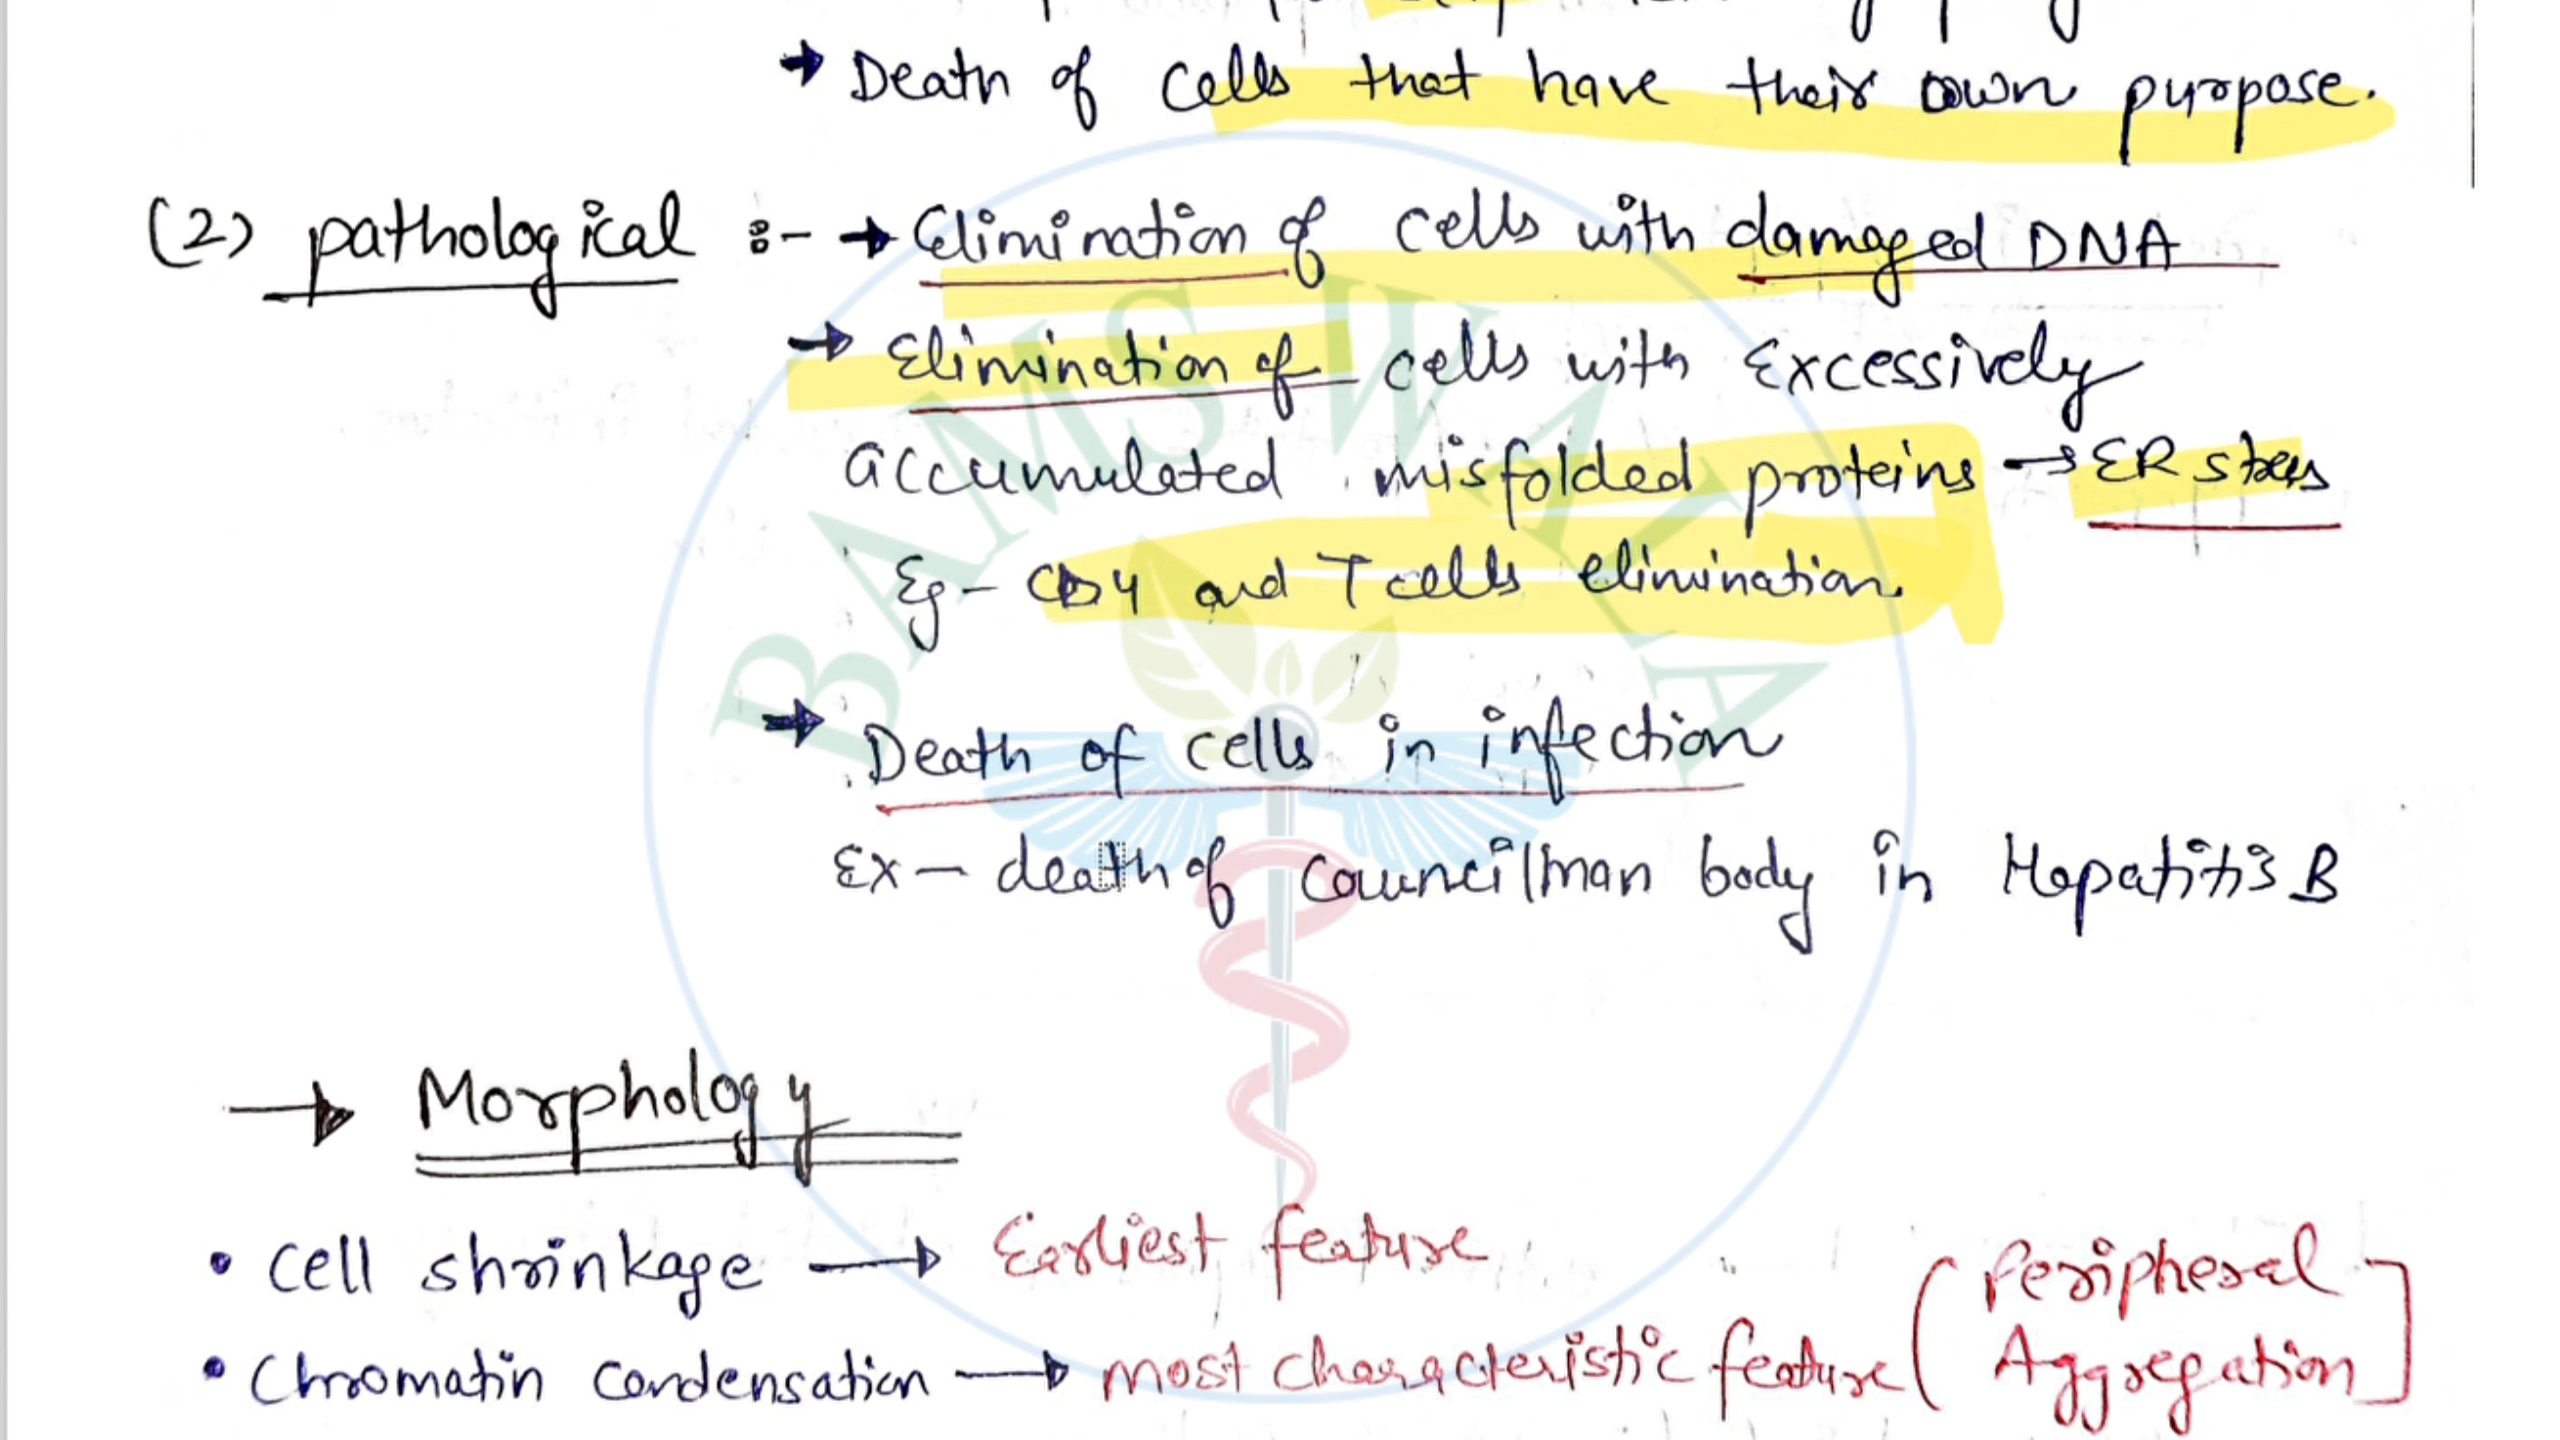 → Death of cells that have their own purpose.
(2) pathological :- → Elimination of cells with damaged DNA
→ Elimination of cells with Excessively
accumulated misfolded proteins → ER stress
Eg - CD4 and T cells elimination.
→ Death of cells in infection
Ex - death of Councilman body in Hepatitis B
BAMS WALA
→ Morphology
• Cell shrinkage → Earliest feature
• Chromatin condensation → most characteristic feature (Peripheral
Aggregation]